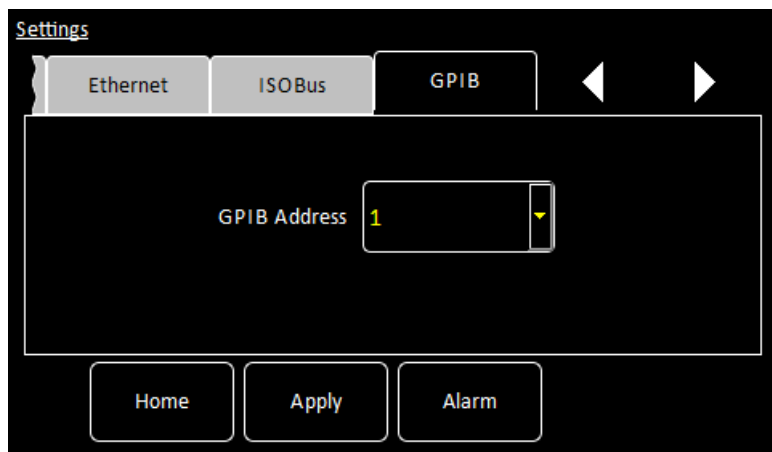 Settings
Ethernet ISOBus GPIB
GPIB Address 1
Home Apply Alarm